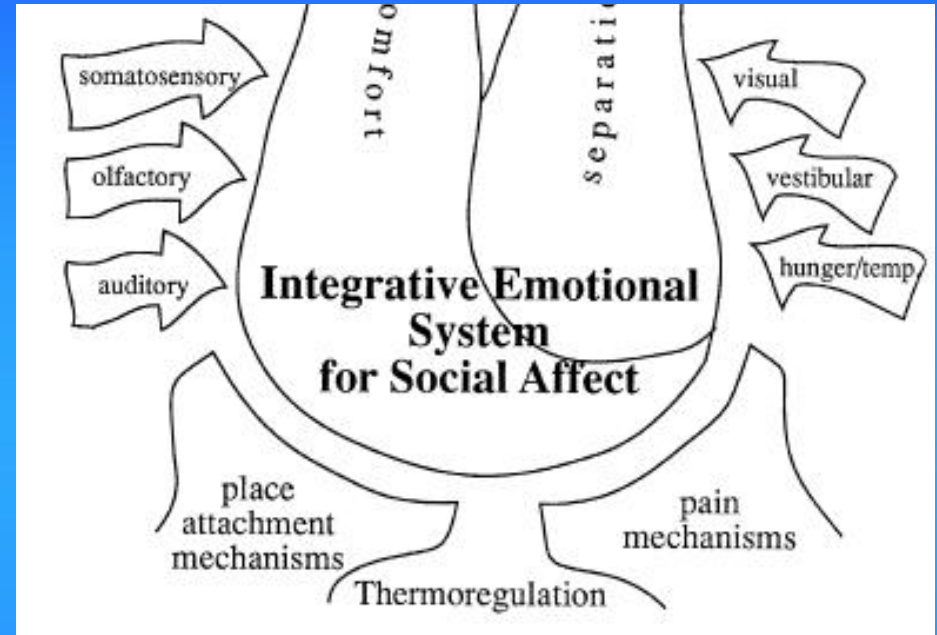 omfort
separatio
somatosensory
visual
olfactory
vestibular
auditory
hunger/temp.
Integrative Emotional
System
for Social Affect
place
attachment
mechanisms
pain
mechanisms
Thermoregulation